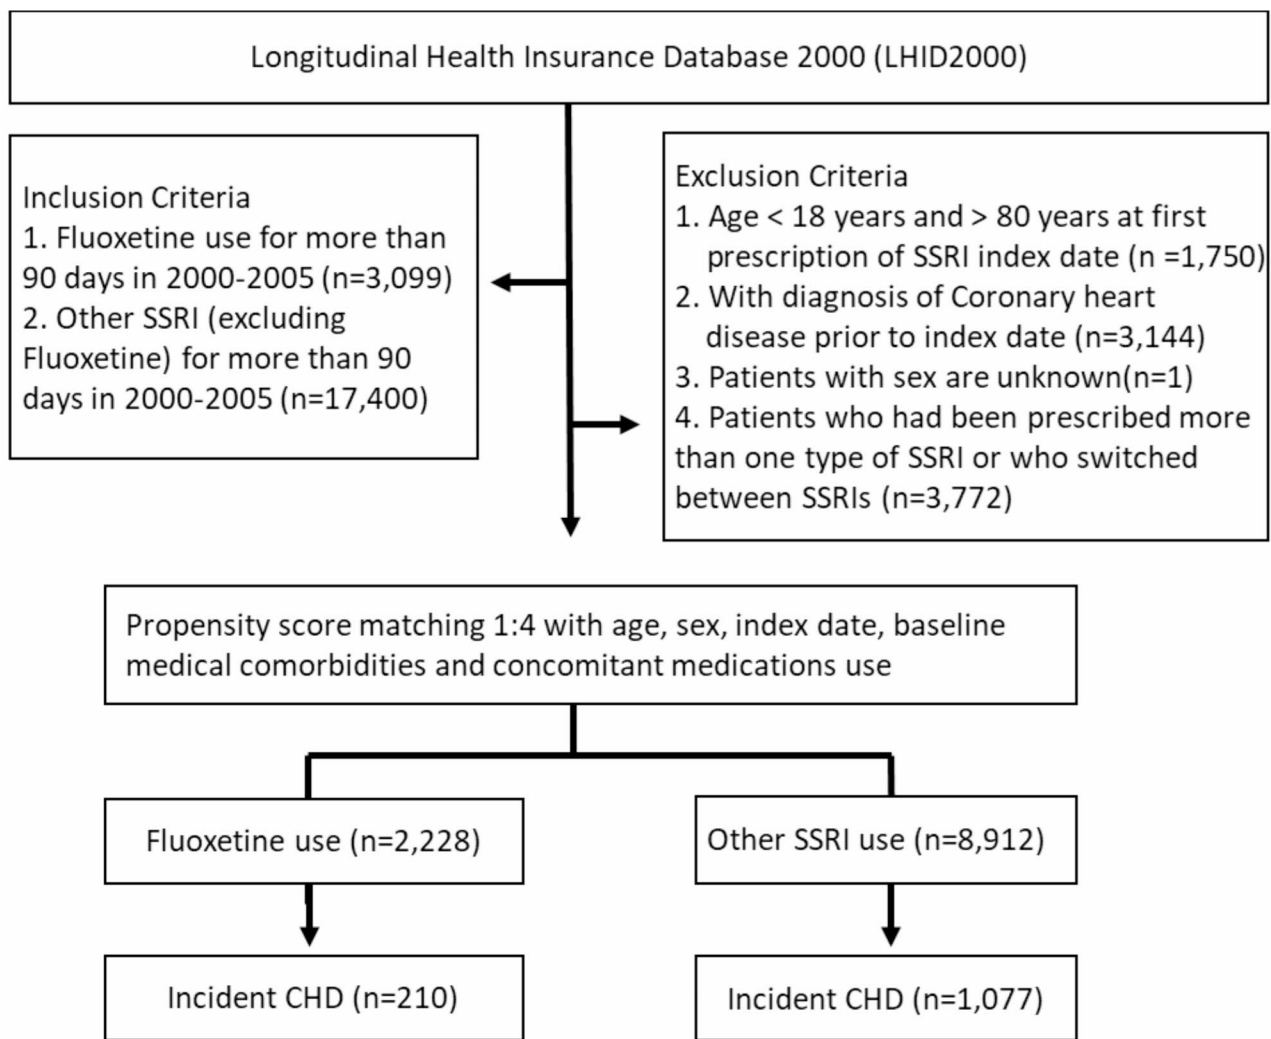 Longitudinal Health Insurance Database 2000 (LHID2000)
Inclusion Criteria
1. Fluoxetine use for more than
90 days in 2000-2005 (n=3,099)
2. Other SSRI (excluding
Fluoxetine) for more than 90
days in 2000-2005 (n=17,400)
Exclusion Criteria
1. Age < 18 years and > 80 years at first
prescription of SSRI index date (n =1,750)
2. With diagnosis of Coronary heart
disease prior to index date (n=3,144)
3. Patients with sex are unknown(n=1)
4. Patients who had been prescribed more
than one type of SSRI or who switched
between SSRIs (n=3,772)
Propensity score matching 1:4 with age, sex, index date, baseline
medical comorbidities and concomitant medications use
Fluoxetine use (n=2,228)
Other SSRI use (n=8,912)
Incident CHD (n=210)
Incident CHD (n=1,077)